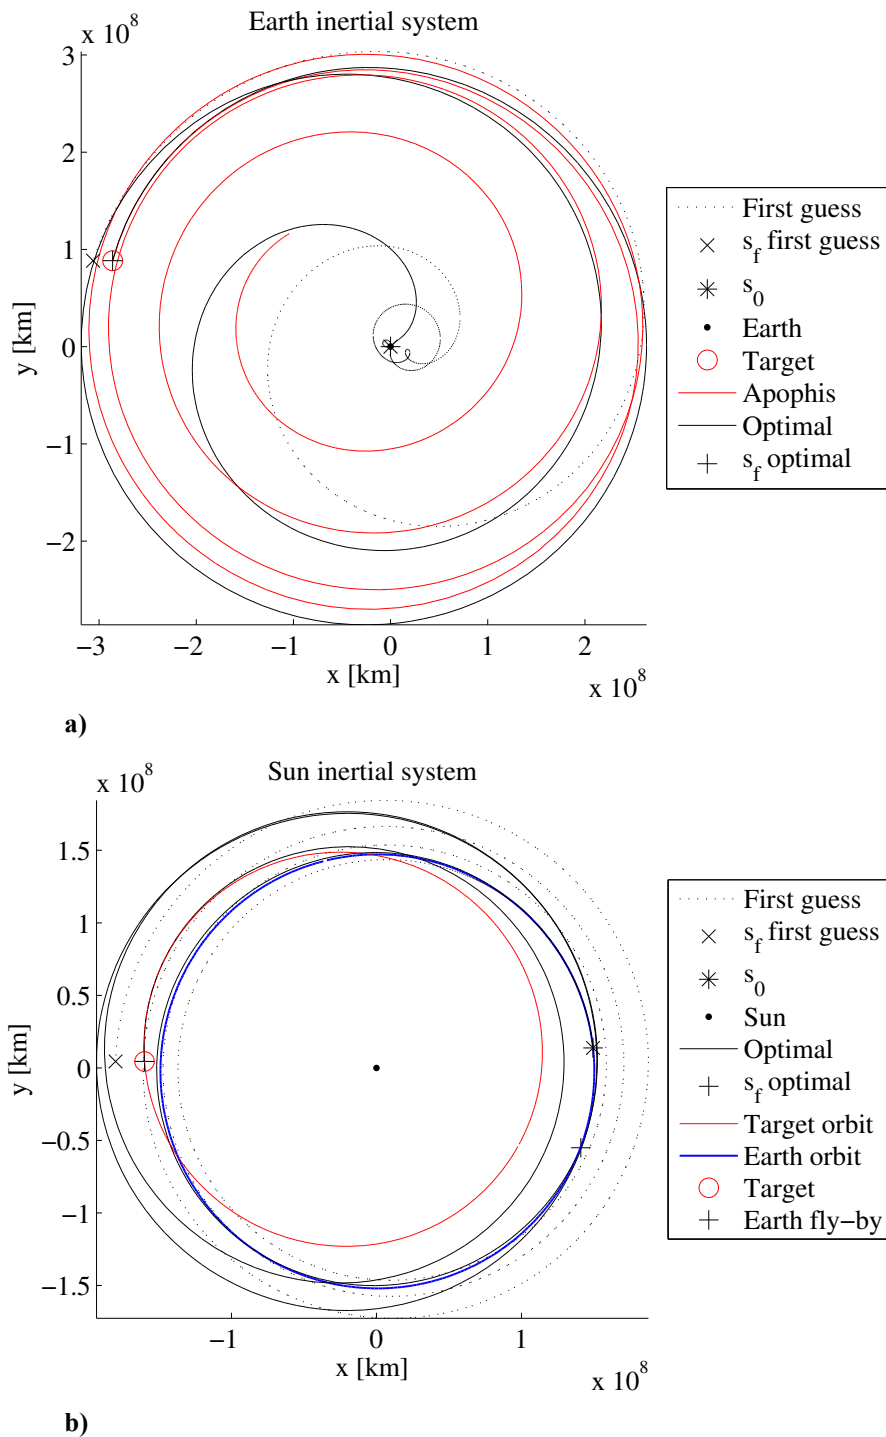 Earth inertial system
x 10^8
3
2
1
0
−1
−2
y [km]
−3
−2
−1
0
1
2
x [km]
x 10^8
First guess
s_f first guess
s_0
Earth
Target
Apophis
Optimal
s_f optimal
a)
Sun inertial system
x 10^8
1.5
1
0.5
0
−0.5
−1
−1.5
y [km]
−1
0
1
x [km]
x 10^8
First guess
s_f first guess
s_0
Sun
Optimal
s_f optimal
Target orbit
Earth orbit
Target
Earth fly−by
b)